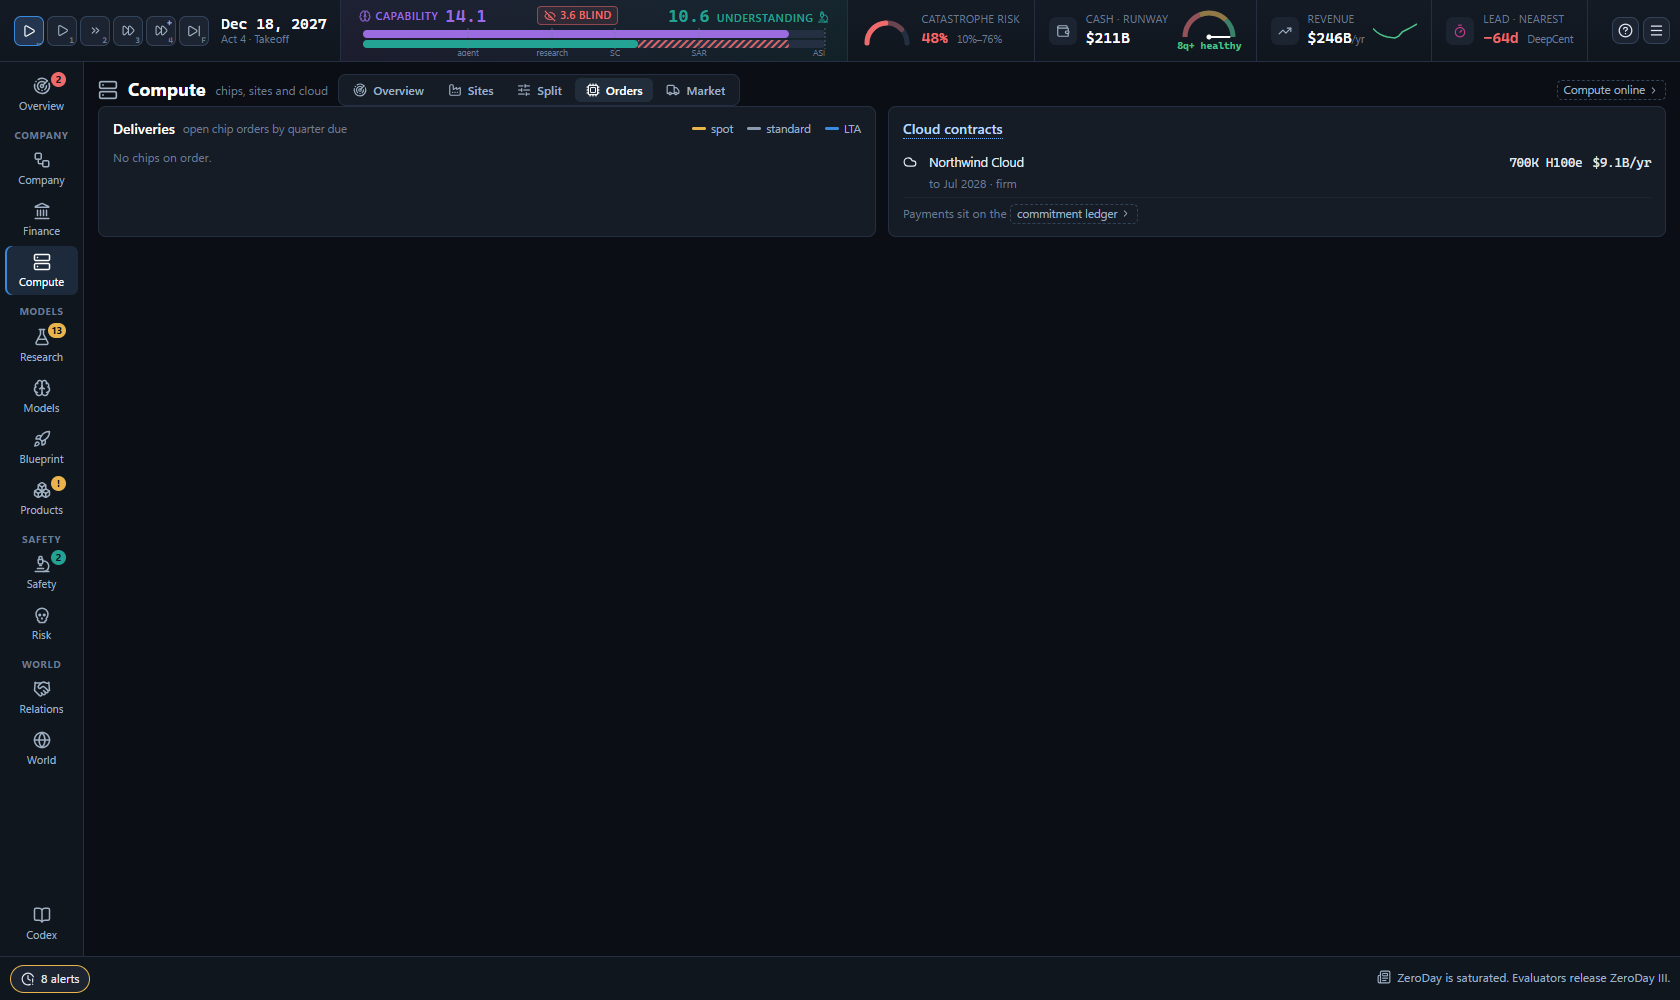 1
2
3
4
F
Dec 18, 2027
Act 4 · Takeoff
CAPABILITY 14.1
3.6 BLIND
10.6 UNDERSTANDING
agent research SC SAR ASI
CATASTROPHE RISK
48% 10%–76%
CASH · RUNWAY
$211B
8q+ healthy
REVENUE
$246B/yr
LEAD · NEAREST
−64d DeepCent
2
Overview
COMPANY
Company
Finance
Compute
MODELS
13
Research
Models
Blueprint
!
Products
SAFETY
2
Safety
Risk
WORLD
Relations
World
Codex
Compute chips, sites and cloud
Overview Sites Split Orders Market
Compute online ›
Deliveries open chip orders by quarter due
spot standard LTA
No chips on order.
Cloud contracts
Northwind Cloud 700K H100e $9.1B/yr
to Jul 2028 · firm
Payments sit on the commitment ledger ›
8 alerts
ZeroDay is saturated. Evaluators release ZeroDay III.